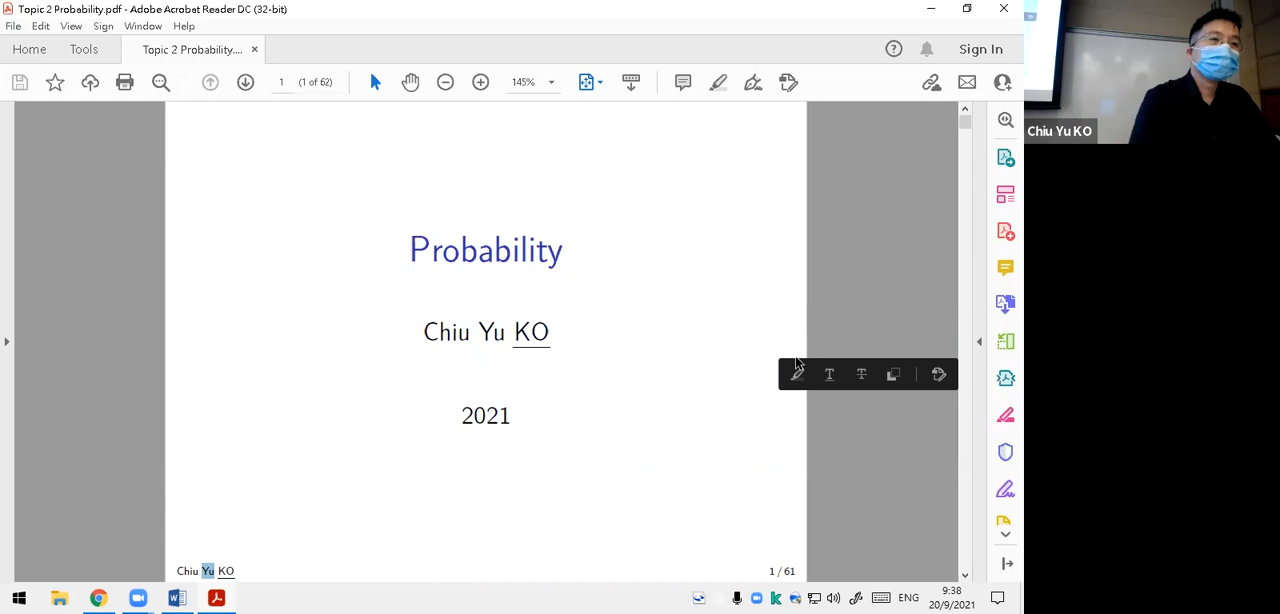 Topic 2 Probability.pdf - Adobe Acrobat Reader DC (32-bit)
File Edit View Sign Window Help
Home Tools Topic 2 Probability.... × Sign In
1 (1 of 62) 145%
Chiu Yu KO
Probability
Chiu Yu KO
2021
Chiu Yu KO 1 / 61
ENG 9:38
20/9/2021